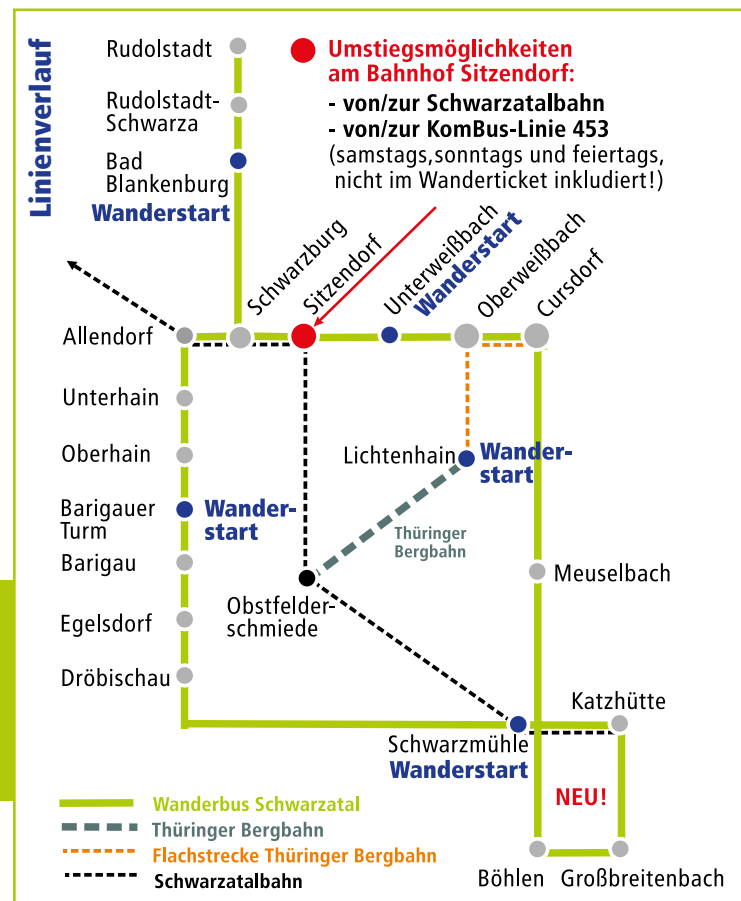 Linienverlauf
Rudolstadt
Rudolstadt-
Schwarza
Bad
Blankenburg
Wanderstart
Umstiegsmöglichkeiten
am Bahnhof Sitzendorf:
- von/zur Schwarzatalbahn
- von/zur KomBus-Linie 453
(samstags,sonntags und feiertags,
nicht im Wanderticket inkludiert!)
Schwarzburg
Sitzendorf
Unterweißbach
Wanderstart
Oberweißbach
Cursdorf
Allendorf
Unterhain
Oberhain
Barigauer
Turm
Wander-
start
Barigau
Egelsdorf
Dröbischau
Lichtenhain
Wander-
start
Thüringer
Bergbahn
Obstfelder-
schmiede
Meuselbach
Katzhütte
Schwarzmühle
Wanderstart
NEU!
Böhlen
Großbreitenbach
Wanderbus Schwarzatal
Thüringer Bergbahn
Flachstrecke Thüringer Bergbahn
Schwarzatalbahn